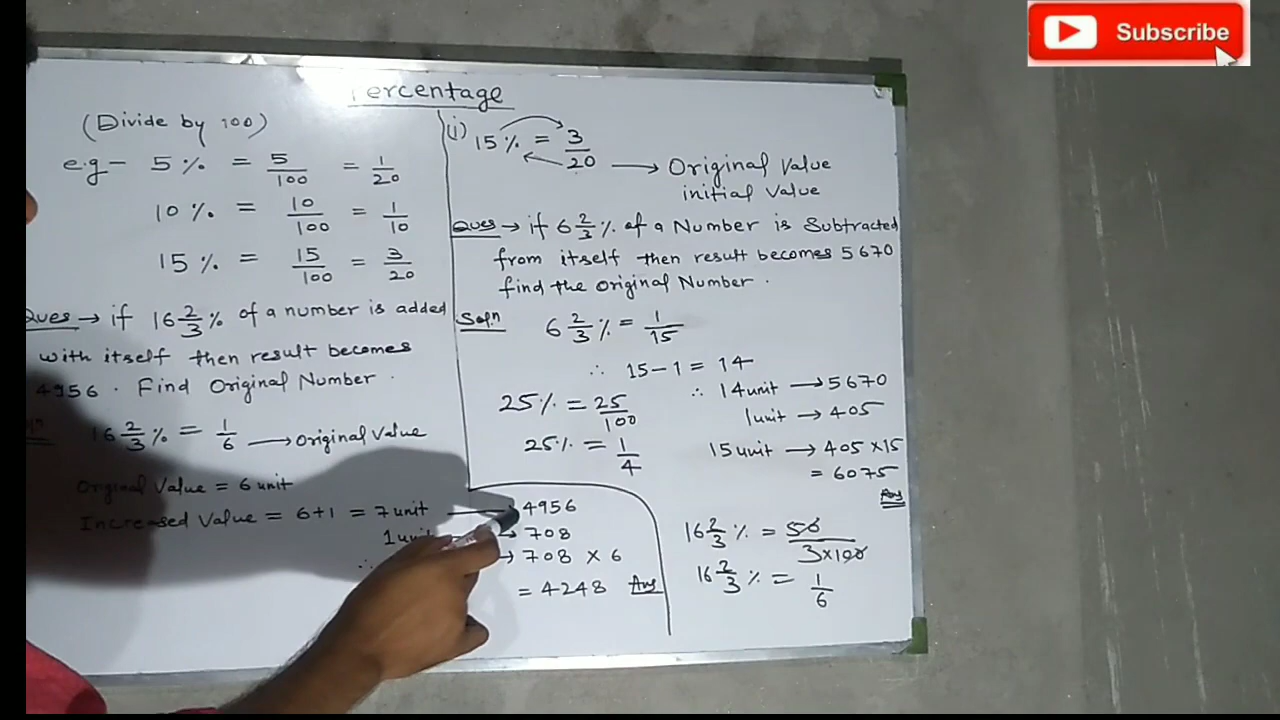 Subscribe
ercentage
(Divide by 100)
e.g- 5% = 5/100 = 1/20
10% = 10/100 = 1/10
15% = 15/100 = 3/20
Ques → if 16 2/3 % of a number is added
with itself then result becomes
4956. Find Original Number.
16 2/3 % = 1/6 → Original Value
Original Value = 6 unit
Increased Value = 6+1 = 7 unit → 4956
1 unit → 708
∴ → 708 × 6
= 4248 Ans
(i) 15% = 3/20 → Original Value
initial Value
Ques → if 6 2/3 % of a Number is Subtracted
from itself then result becomes 5670
find the Original Number.
Soln 6 2/3 % = 1/15
∴ 15-1 = 14
∴ 14 unit → 5670
1 unit → 405
15 unit → 405 ×15
= 6075
Ans
25% = 25/100
25% = 1/4
16 2/3 % = 50/3×100
16 2/3 % = 1/6